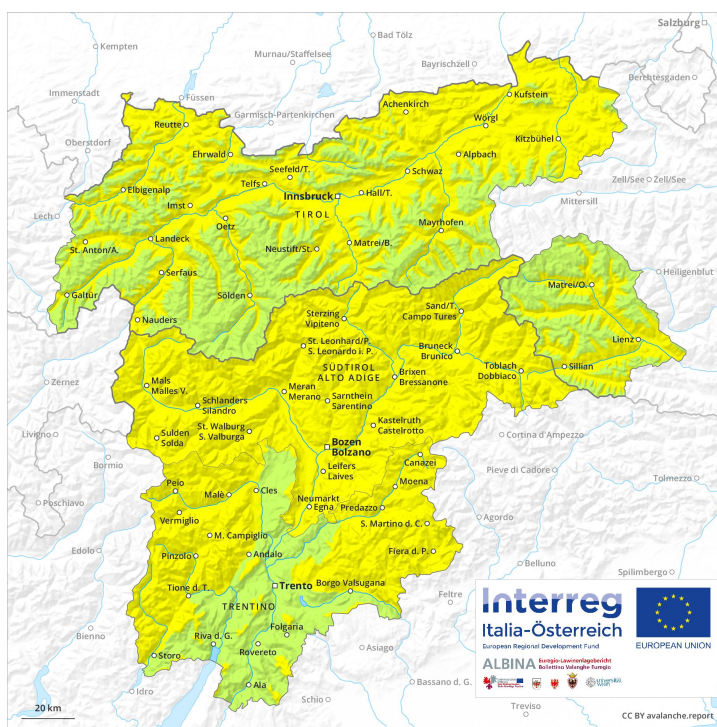 Salzburg
Kempten
Bad Tölz
Murnau/Staffelsee
Bayrischzell
Berchtesgaden
Immenstadt
Füssen
Garmisch-Partenkirchen
Achenkirch
Kufstein
Reutte
Wörgl
Oberstdorf
Ehrwald
Kitzbühel
Seefeld/T.
Alpbach
Schwaz
Elbigenalp
Telfs
Innsbruck
Hall/T.
Zell/See
Zell/See
Mittersill
Lech
Imst
TIROL
Oetz
Mayrhofen
St. Anton/A.
Landeck
Neustift/St.
Matrei/B.
Serfaus
Heiligenblut
Galtür
Sölden
Matrei/O.
Nauders
Sterzing
Vipiteno
Sand/T.
Campo Tures
Lienz
St. Leonhard/P.
S. Leonardo i. P.
Bruneck
Brunico
SÜDTIROL
ALTO ADIGE
Brixen
Bressanone
Toblach
Dobbiaco
Sillian
Zernez
Mals
Malles V.
Meran
Merano
Schlanders
Silandro
Sarnthein
Sarentino
St. Walburg
S. Valburga
Kastelruth
Castelrotto
Livigno
Sulden
Solda
Cortina d Ampezzo
Bozen
Bolzano
Bormio
Leifers
Laives
Canazei
Pieve di Cadore
Tolmezzo
Poschiavo
Peio
Malè
Cles
Neumarkt
Egna
Moena
Predazzo
Vermiglio
S. Martino d. C.
Agordo
Edolo
M. Campiglio
Pinzolo
Andalo
Fiera d. P.
Belluno
Spilimbergo
Trento
Borgo Valsugana
Feltre
Tione d. T.
TRENTINO
Folgaria
Bienno
Riva d. G.
Rovereto
Asiago
Storo
Idro
Ala
Schio
Bassano d. G.
Treviso
Interreg
Italia-Österreich
European Regional Development Fund
EUROPEAN UNION
ALBINA
Euregio-Lawinenlagebericht
Bollettino Valanghe Euregio
universität
wien
20 km
CC BY avalanche.report